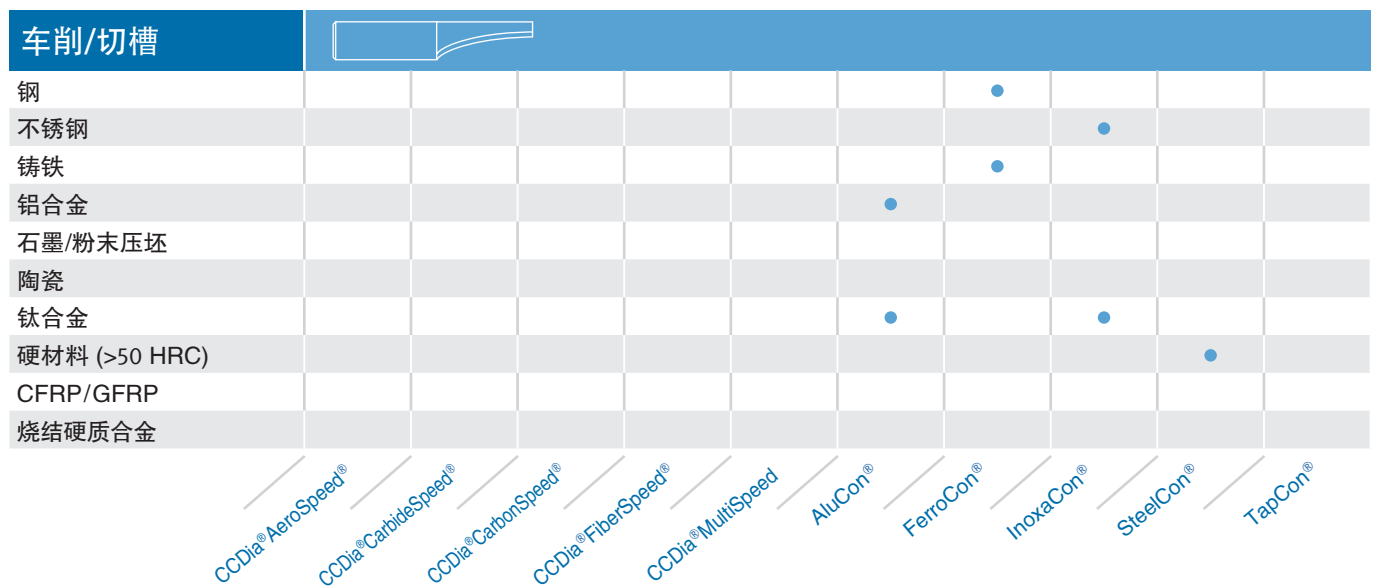 车削/切槽
钢
不锈钢
铸铁
铝合金
石墨/粉末压坯
陶瓷
钛合金
硬材料 (>50 HRC)
CFRP/GFRP
烧结硬质合金
CCDia®AeroSpeed®
CCDia®CarbideSpeed®
CCDia®CarbonSpeed®
CCDia®FiberSpeed®
CCDia®MultiSpeed
AluCon®
FerroCon®
InoxaCon®
SteelCon®
TapCon®